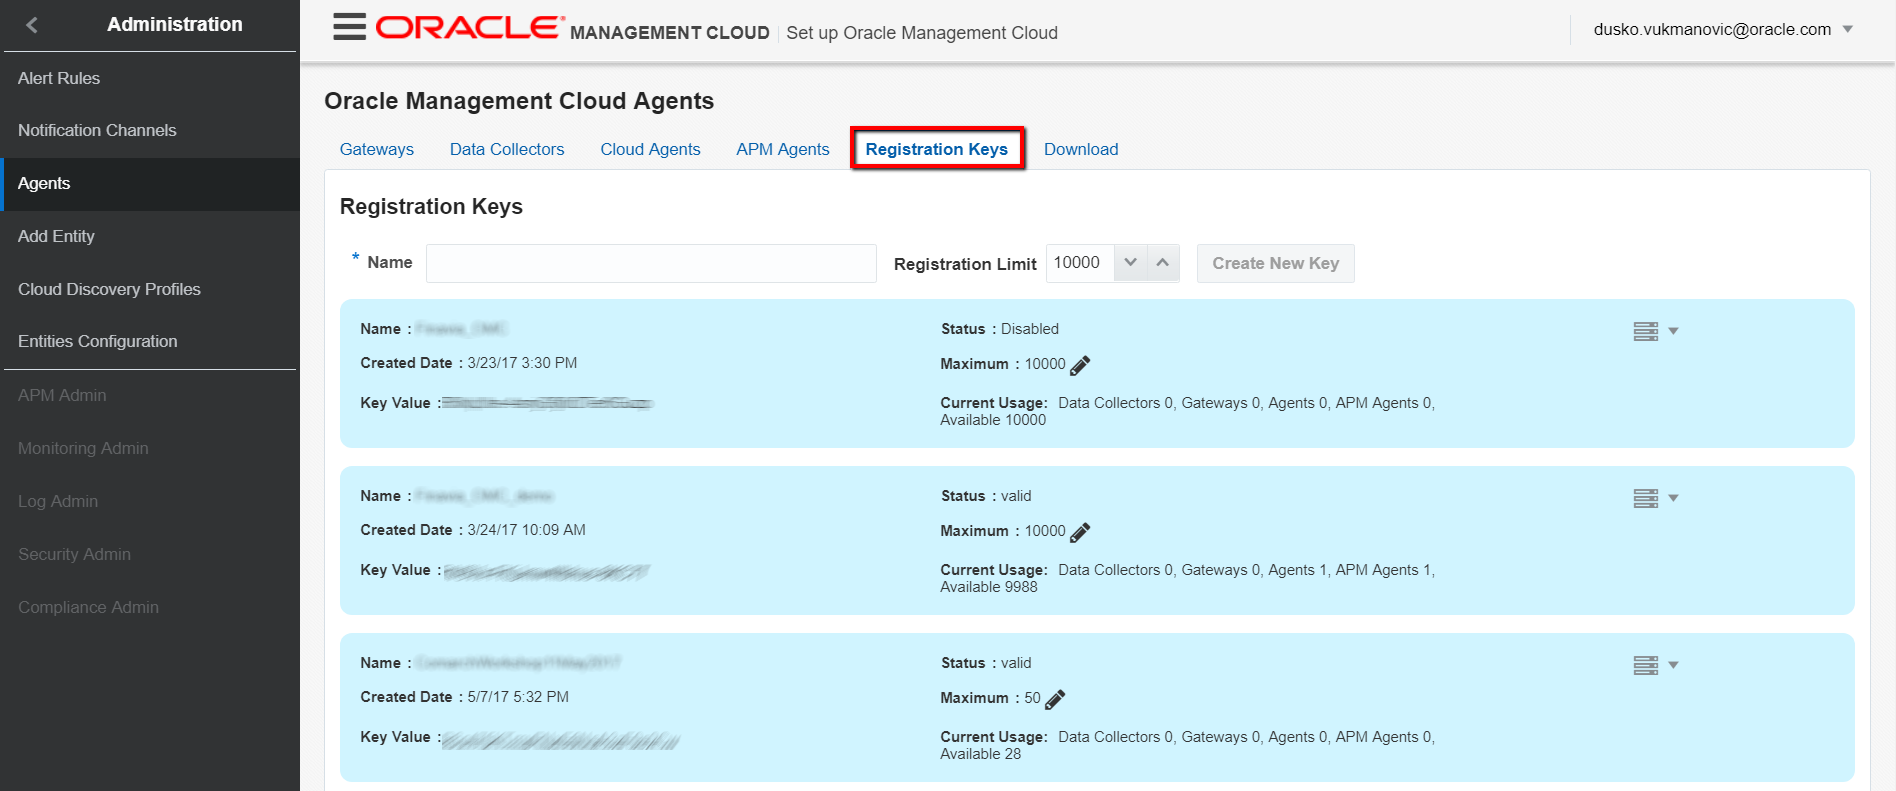 Administration
Alert Rules
Notification Channels
Agents
Add Entity
Cloud Discovery Profiles
Entities Configuration
APM Admin
Monitoring Admin
Log Admin
Security Admin
Compliance Admin
ORACLE® MANAGEMENT CLOUD Set up Oracle Management Cloud
dusko.vukmanovic@oracle.com
Oracle Management Cloud Agents
Gateways Data Collectors Cloud Agents APM Agents Registration Keys Download
Registration Keys
* Name Registration Limit 10000 Create New Key
Name : Status : Disabled
Created Date : 3/23/17 3:30 PM Maximum : 10000
Key Value : Current Usage: Data Collectors 0, Gateways 0, Agents 0, APM Agents 0,
Available 10000
Name : Status : valid
Created Date : 3/24/17 10:09 AM Maximum : 10000
Key Value : Current Usage: Data Collectors 0, Gateways 0, Agents 1, APM Agents 1,
Available 9988
Name : Status : valid
Created Date : 5/7/17 5:32 PM Maximum : 50
Key Value : Current Usage: Data Collectors 0, Gateways 0, Agents 0, APM Agents 0,
Available 28